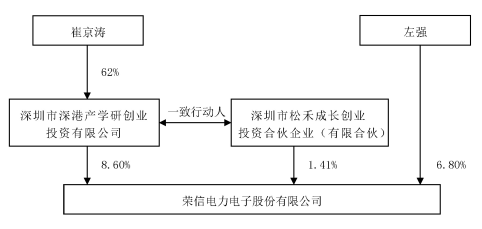 崔京涛
左强
62%
深圳市深港产学研创业
投资有限公司
一致行动人
深圳市松禾成长创业
投资合伙企业（有限合伙）
8.60%
1.41%
6.80%
荣信电力电子股份有限公司